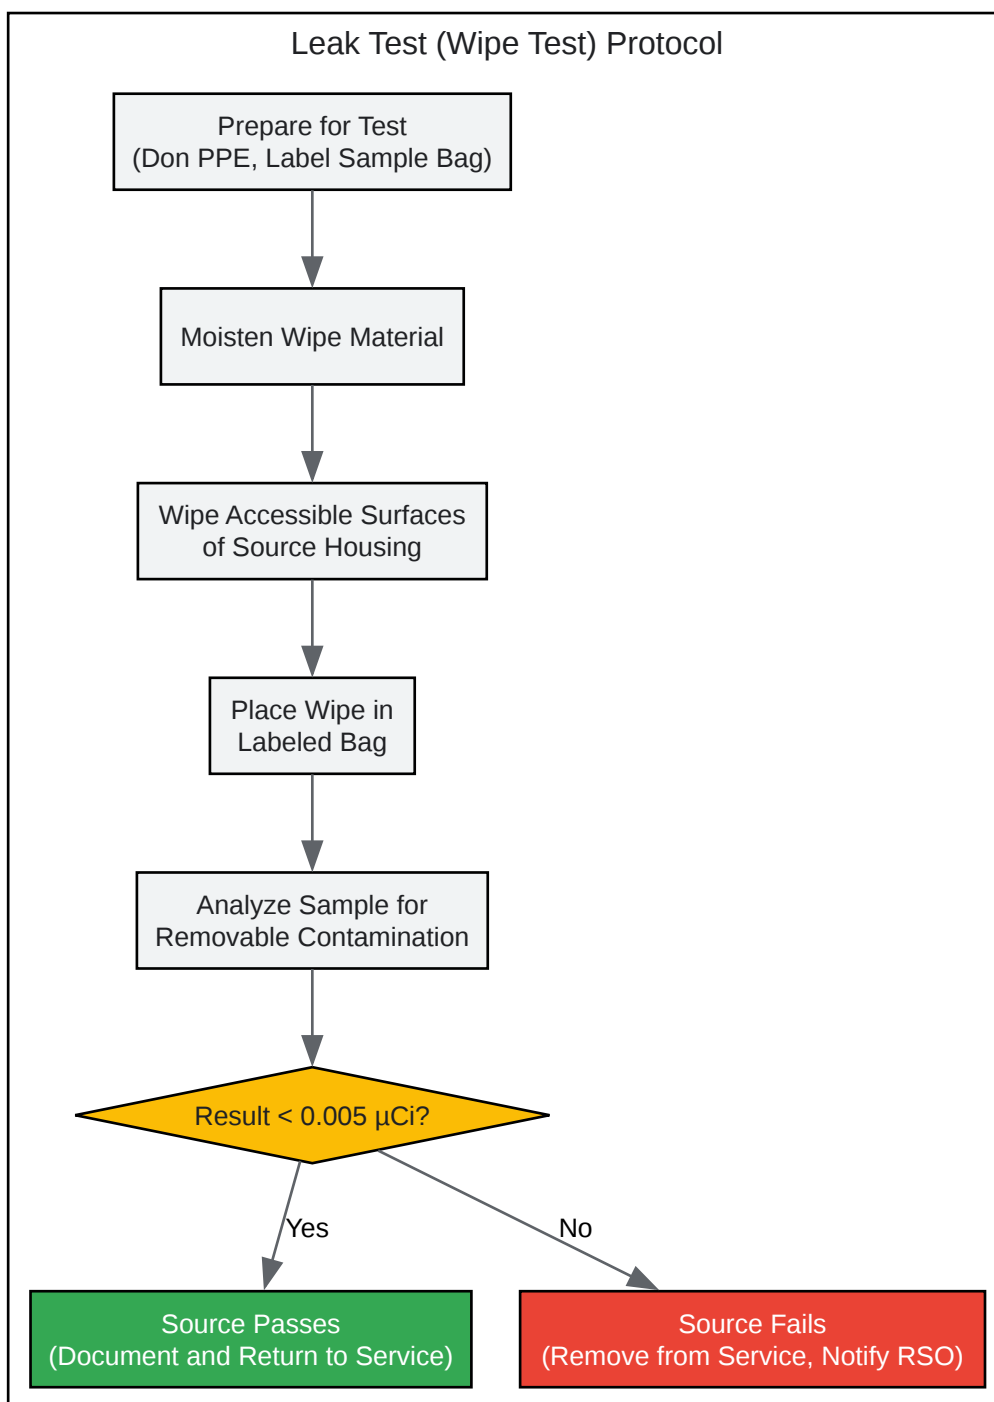 Leak Test (Wipe Test) Protocol
Prepare for Test
(Don PPE, Label Sample Bag)
Moisten Wipe Material
Wipe Accessible Surfaces
of Source Housing
Place Wipe in
Labeled Bag
Analyze Sample for
Removable Contamination
Result < 0.005 µCi?
Yes
No
Source Passes
(Document and Return to Service)
Source Fails
(Remove from Service, Notify RSO)